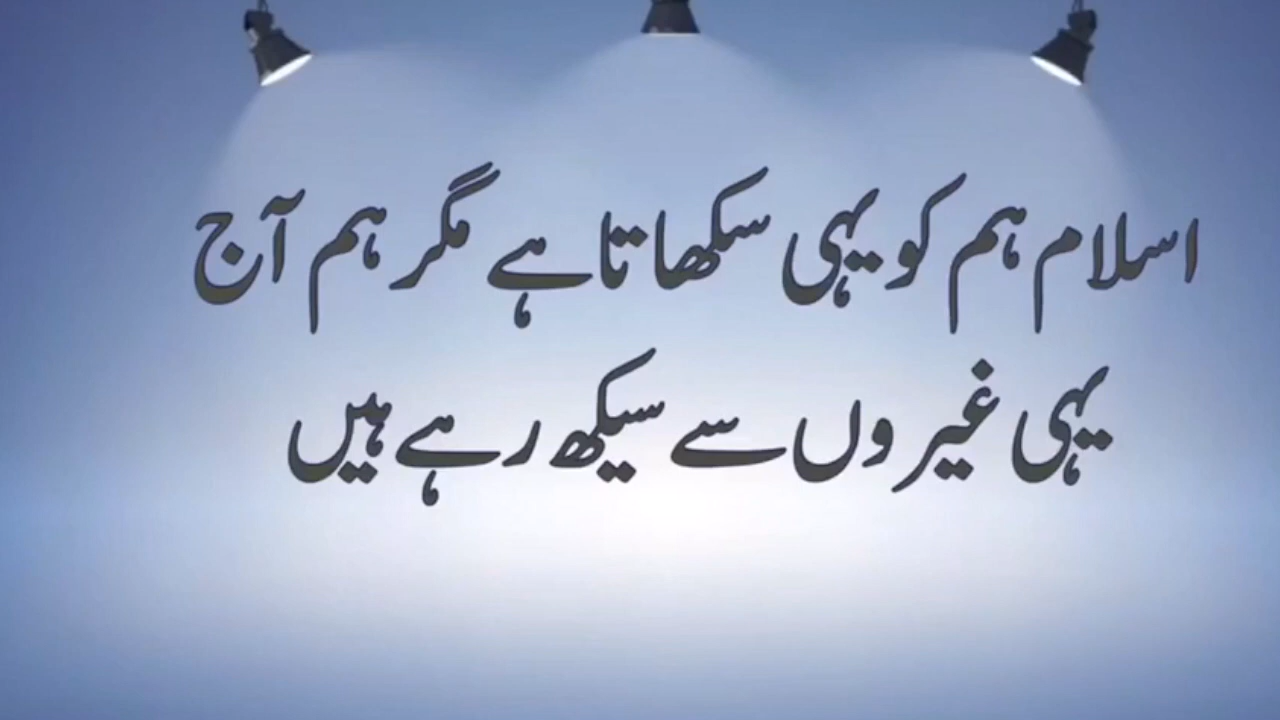 اسلام ہم کو یہی سکھاتا ہے مگر ہم آج
یہی غیروں سے سیکھ رہے ہیں